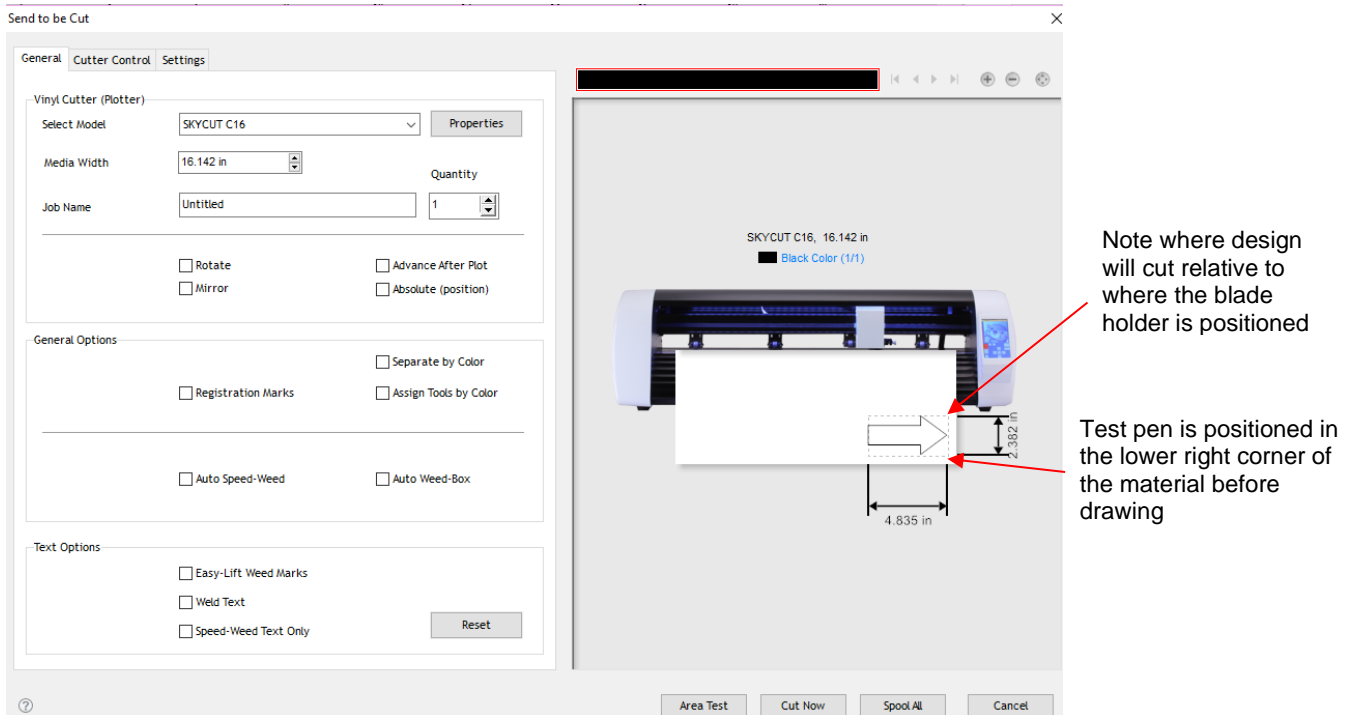 Send to be Cut
General Cutter Control Settings
Vinyl Cutter (Plotter)
Select Model SKYCUT C16 Properties
Media Width 16.142 in
Quantity
Job Name Untitled 1
Rotate Advance After Plot
Mirror Absolute (position)
General Options
Separate by Color
Registration Marks Assign Tools by Color
Auto Speed-Weed Auto Weed-Box
Text Options
Easy-Lift Weed Marks
Weld Text
Speed-Weed Text Only Reset
SKYCUT C16, 16.142 in
Black Color (1/1)
2.382 in
4.835 in
Note where design
will cut relative to
where the blade
holder is positioned
Test pen is positioned in
the lower right corner of
the material before
drawing
Area Test Cut Now Spool All Cancel